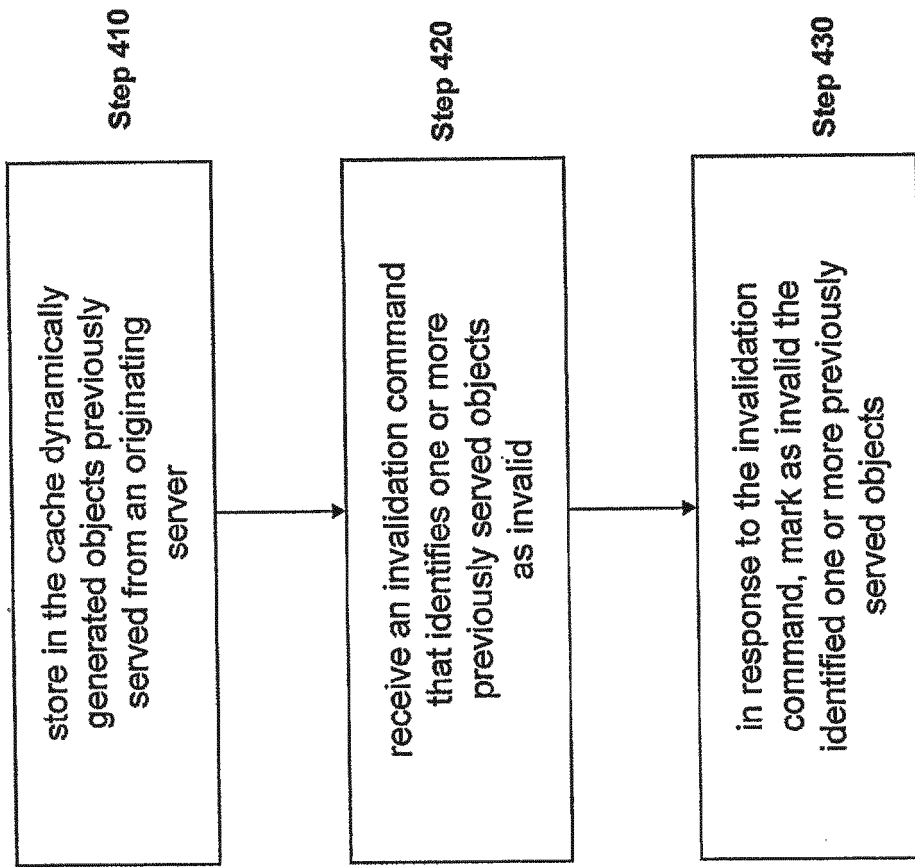 store in the cache dynamically
generated objects previously
served from an originating
server
Step 410
receive an invalidation command
that identifies one or more
previously served objects
as invalid
Step 420
in response to the invalidation
command, mark as invalid the
identified one or more previously
served objects
Step 430